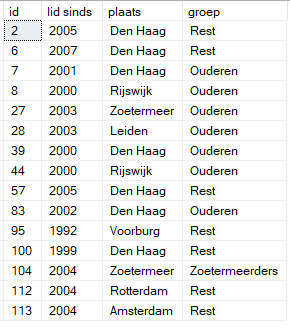 id lid sinds plaats groep
2 2005 Den Haag Rest
6 2007 Den Haag Rest
7 2001 Den Haag Ouderen
8 2000 Rijswijk Ouderen
27 2003 Zoetermeer Ouderen
28 2003 Leiden Ouderen
39 2000 Den Haag Ouderen
44 2000 Rijswijk Ouderen
57 2005 Den Haag Rest
83 2002 Den Haag Ouderen
95 1992 Voorburg Rest
100 1999 Den Haag Rest
104 2004 Zoetermeer Zoetermeerders
112 2004 Rotterdam Rest
113 2004 Amsterdam Rest